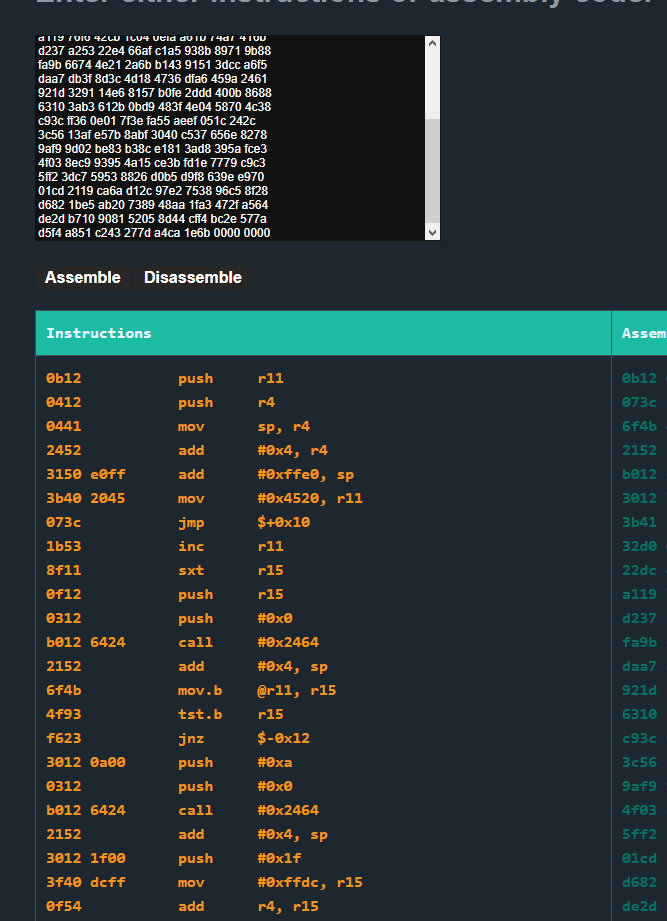 d237 a253 22e4 66af c1a5 938b 8971 9b88
fa9b 6674 4e21 2a6b b143 9151 3dcc a6f5
daa7 db3f 8d3c 4d18 4736 dfa6 459a 2461
921d 3291 14e6 8157 b0fe 2ddd 400b 8688
6310 3ab3 612b 0bd9 483f 4e04 5870 4c38
c93c ff36 0e01 7f3e fa55 aeef 051c 242c
3c56 13af e57b 8abf 3040 c537 656e 8278
9af9 9d02 be83 b38c e181 3ad8 395a fce3
4f03 8ec9 9395 4a15 ce3b fd1e 7779 c9c3
5ff2 3dc7 5953 8826 d0b5 d9f8 639e e970
01cd 2119 ca6a d12c 97e2 7538 96c5 8f28
d682 1be5 ab20 7389 48aa 1fa3 472f a564
de2d b710 9081 5205 8d44 cff4 bc2e 577a
d5f4 a851 c243 277d a4ca 1e6b 0000 0000
Assemble Disassemble
Instructions Assem
0b12 push r11 0b12
0412 push r4 073c
0441 mov sp, r4 6f4b
2452 add #0x4, r4 2152
3150 e0ff add #0xffe0, sp b012
3b40 2045 mov #0x4520, r11 3012
073c jmp $+0x10 3b41
1b53 inc r11 32d0
8f11 sxt r15 22dc
0f12 push r15 a119
0312 push #0x0 d237
b012 6424 call #0x2464 fa9b
2152 add #0x4, sp daa7
6f4b mov.b @r11, r15 921d
4f93 tst.b r15 6310
f623 jnz $-0x12 c93c
3012 0a00 push #0xa 3c56
0312 push #0x0 9af9
b012 6424 call #0x2464 4f03
2152 add #0x4, sp 5ff2
3012 1f00 push #0x1f 01cd
3f40 dcff mov #0xffdc, r15 d682
0f54 add r4, r15 de2d